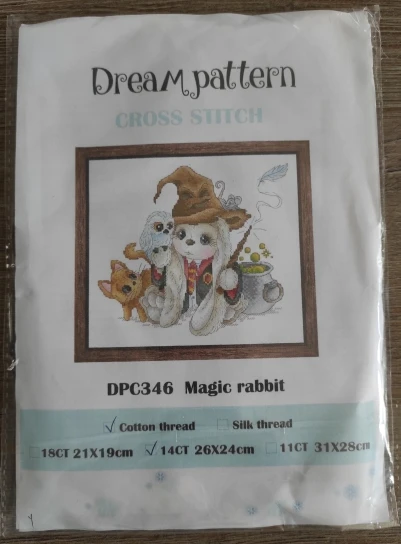 Dream pattern
CROSS STITCH
DPC346 Magic rabbit
Cotton thread Silk thread
18CT 21X19cm 14CT 26X24cm 11CT 31X28cm